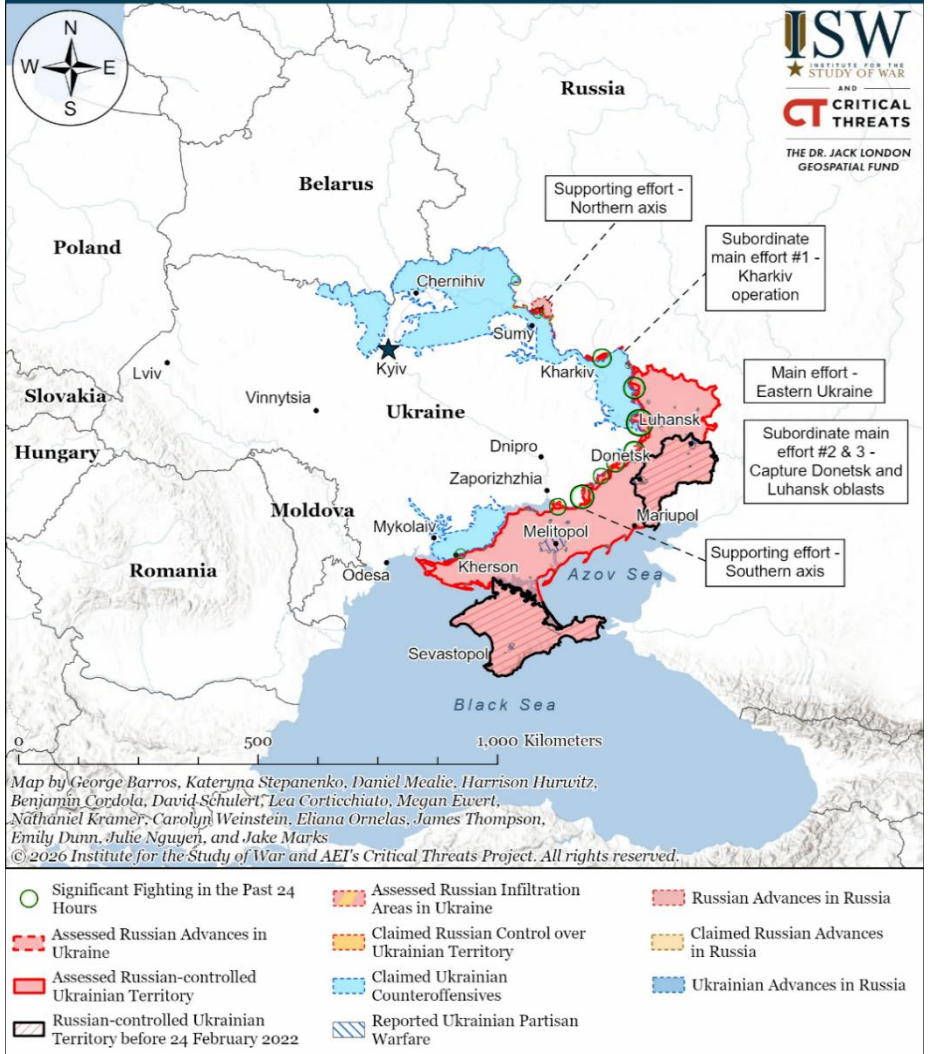 N
W
E
S
ISW
INSTITUTE FOR THE
STUDY OF WAR
AND
CT CRITICAL
THREATS
THE DR. JACK LONDON
GEOSPATIAL FUND
Russia
Belarus
Supporting effort -
Northern axis
Poland
Subordinate
main effort #1 -
Kharkiv
operation
Chernihiv
Sumy
Kyiv
Lviv
Kharkiv
Slovakia
Vinnytsia
Ukraine
Main effort -
Eastern Ukraine
Luhansk
Hungary
Dnipro
Donetsk
Subordinate main
effort #2 & 3 -
Capture Donetsk and
Luhansk oblasts
Zaporizhzhia
Moldova
Mykolaiv
Melitopol
Mariupol
Romania
Odesa
Kherson
Azov Sea
Supporting effort -
Southern axis
Sevastopol
Black Sea
0
500
1,000 Kilometers
Map by George Barros, Kateryna Stepanenko, Daniel Mealie, Harrison Hurwitz,
Benjamin Cordola, David Schulert, Lea Corticchiato, Megan Ewert,
Nathaniel Kramer, Carolyn Weinstein, Eliana Ornelas, James Thompson,
Emily Dunn, Julie Nguyen, and Jake Marks
© 2026 Institute for the Study of War and AEI's Critical Threats Project. All rights reserved.
Significant Fighting in the Past 24
Hours
Assessed Russian Advances in
Ukraine
Assessed Russian-controlled
Ukrainian Territory
Russian-controlled Ukrainian
Territory before 24 February 2022
Assessed Russian Infiltration
Areas in Ukraine
Claimed Russian Control over
Ukrainian Territory
Claimed Ukrainian
Counteroffensives
Reported Ukrainian Partisan
Warfare
Russian Advances in Russia
Claimed Russian Advances
in Russia
Ukrainian Advances in Russia